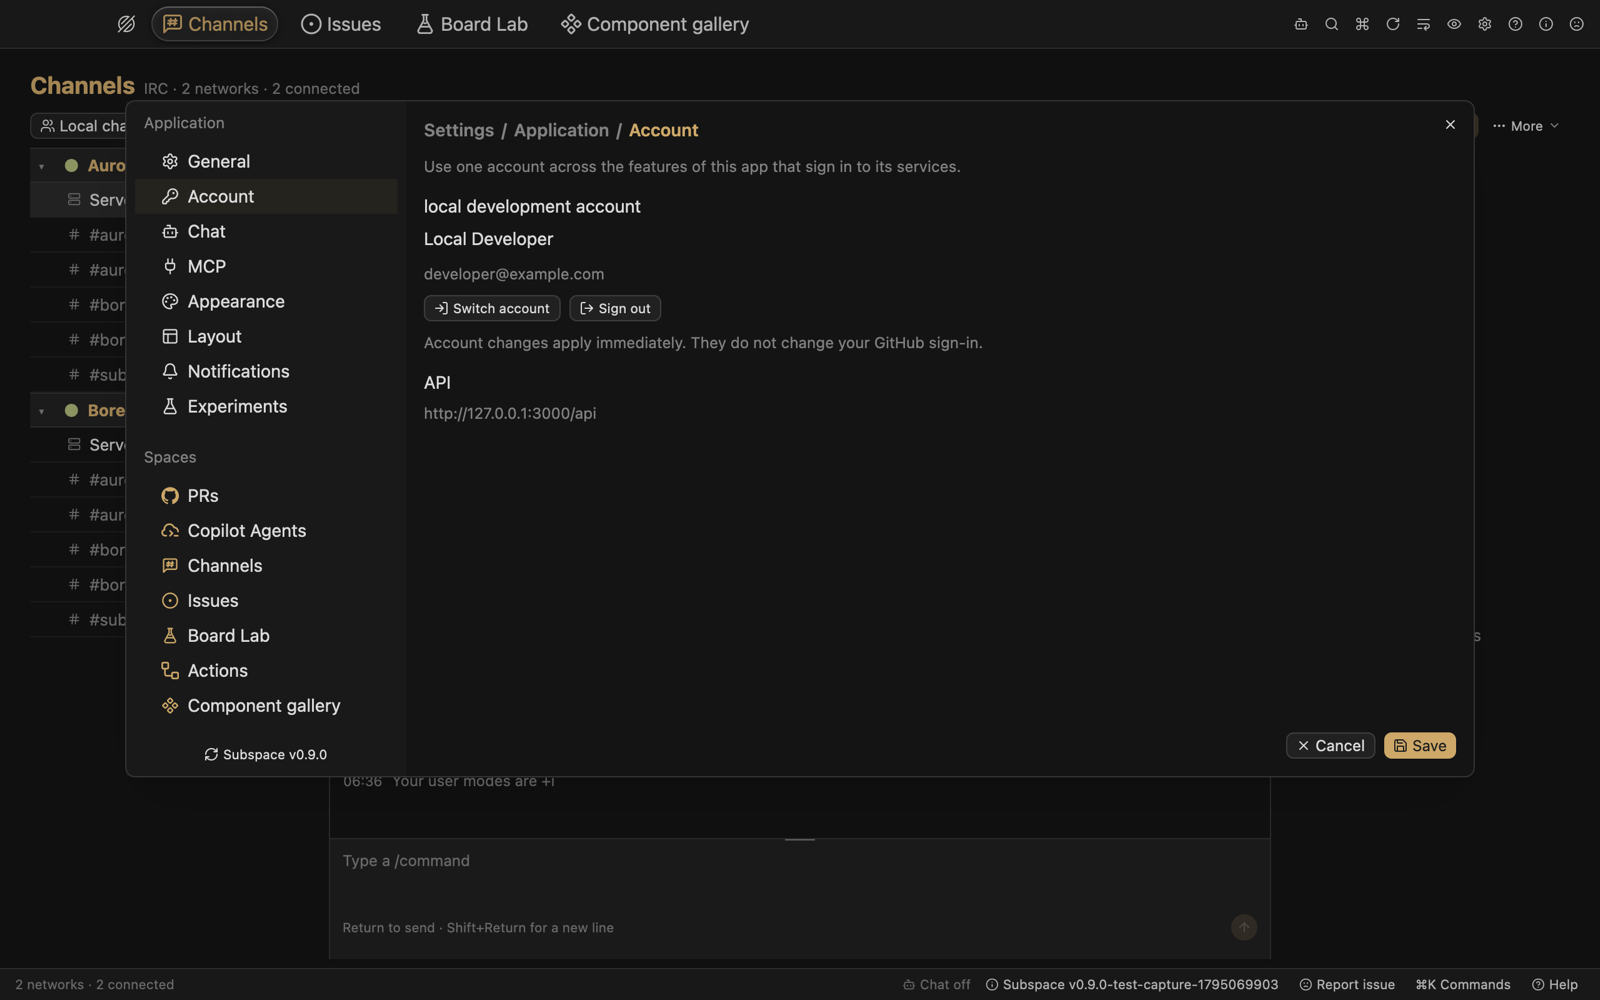 Channels
Issues
Board Lab
Component gallery
Channels IRC · 2 networks · 2 connected
Local cha
More
Auro
Serve
#aur
#aur
#bor
#bor
#sub
Bore
Serve
#aur
#aur
#bor
#bor
#sub
Application
General
Account
Chat
MCP
Appearance
Layout
Notifications
Experiments
Spaces
PRs
Copilot Agents
Channels
Issues
Board Lab
Actions
Component gallery
Subspace v0.9.0
Settings / Application / Account
Use one account across the features of this app that sign in to its services.
local development account
Local Developer
developer@example.com
Switch account
Sign out
Account changes apply immediately. They do not change your GitHub sign-in.
API
http://127.0.0.1:3000/api
Cancel
Save
s
06:36 Your user modes are +i
Type a /command
Return to send · Shift+Return for a new line
2 networks · 2 connected
Chat off
Subspace v0.9.0-test-capture-1795069903
Report issue
⌘K Commands
Help